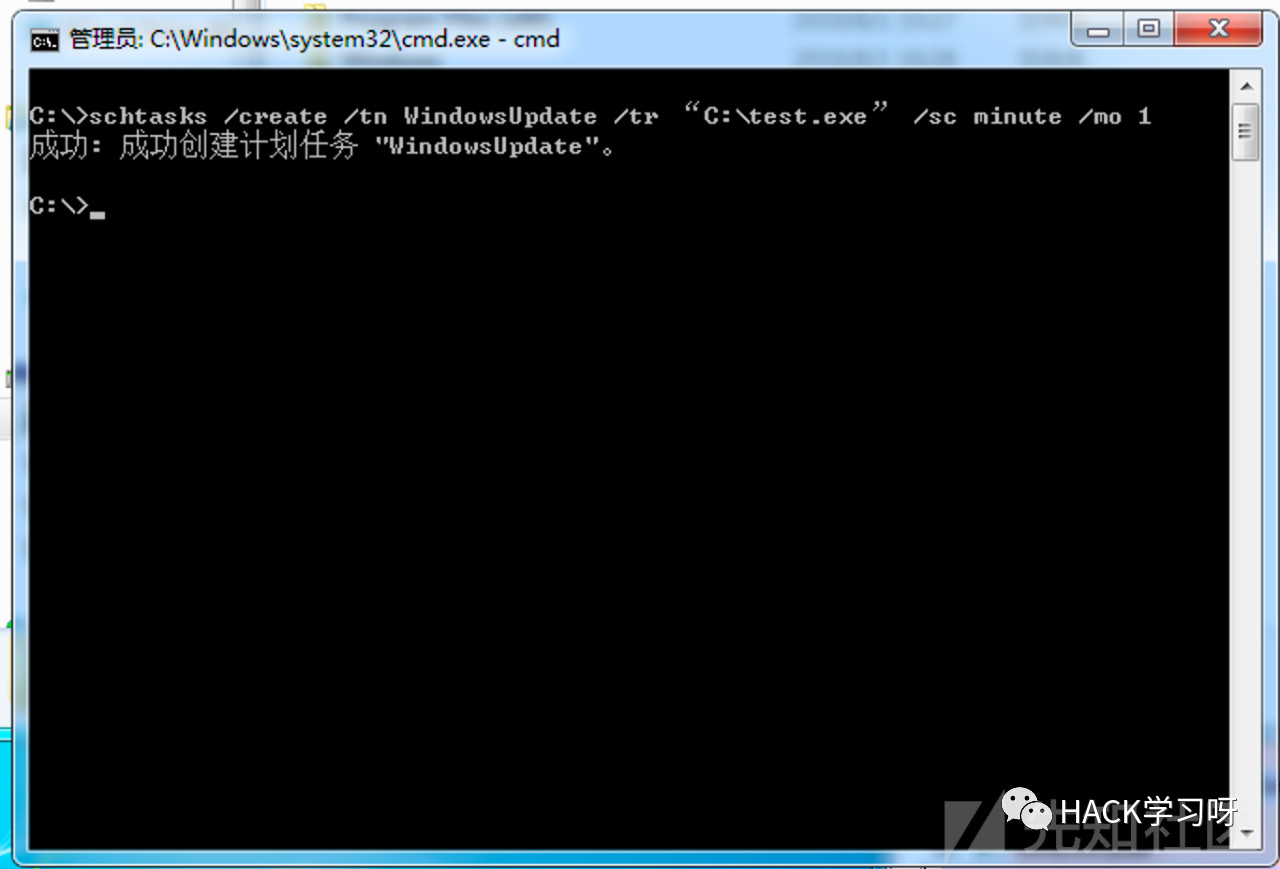 管理员: C:\Windows\system32\cmd.exe - cmd
C:\>schtasks /create /tn WindowsUpdate /tr “C:\test.exe” /sc minute /mo 1
成功: 成功创建计划任务 "WindowsUpdate"。
C:\>
HACK学习呀
先知社区